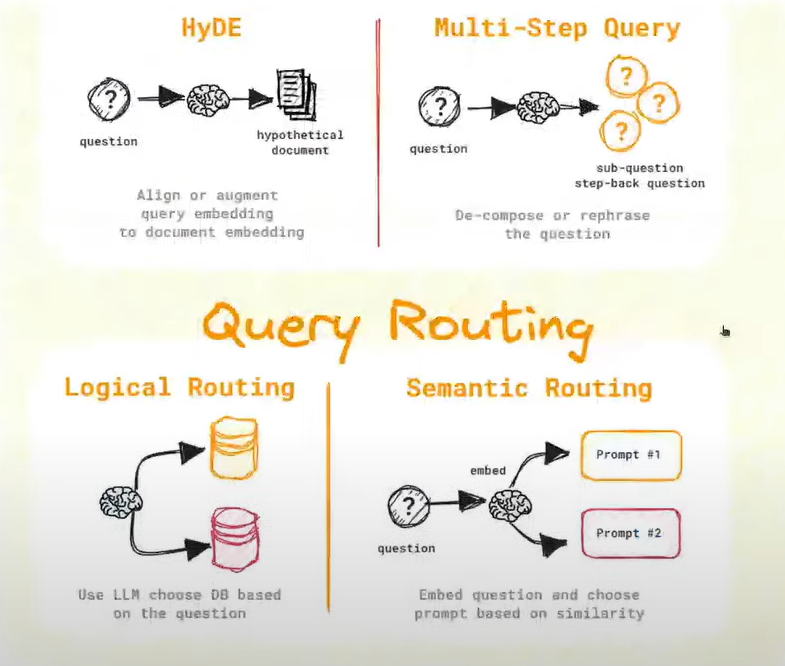 HyDE
?
question
hypothetical
document
Align or augment
query embedding
to document embedding
Multi-Step Query
?
question
?
?
?
sub-question
step-back question
De-compose or rephrase
the question
Query Routing
Logical Routing
Use LLM choose DB based
on the question
Semantic Routing
?
question
embed
Prompt #1
Prompt #2
Embed question and choose
prompt based on similarity